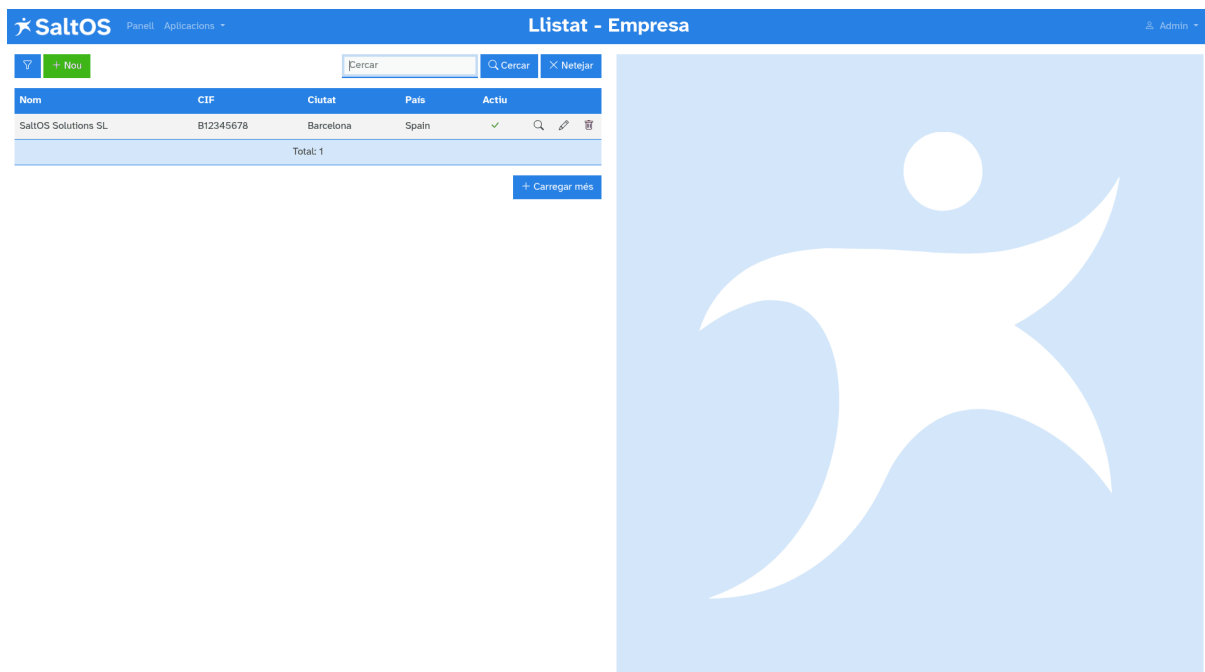 SaltOS Panell Aplicacions Llistat - Empresa Admin
+ Nou Cercar Cercar Netejar
Nom CIF Ciutat País Actiu
SaltOS Solutions SL B12345678 Barcelona Spain
Total: 1
+ Carregar més